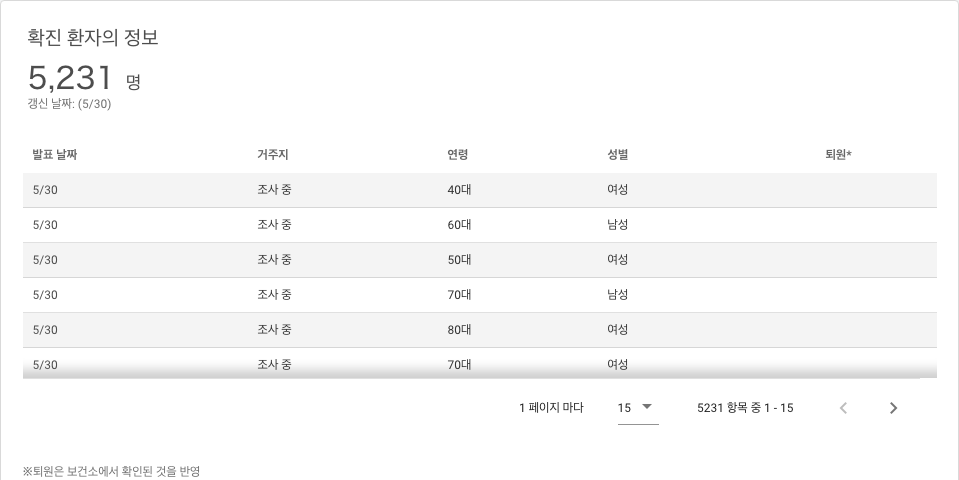 확진 환자의 정보
5,231 명
갱신 날짜: (5/30)
발표 날짜 거주지 연령 성별 퇴원*
5/30 조사 중 40대 여성
5/30 조사 중 60대 남성
5/30 조사 중 50대 여성
5/30 조사 중 70대 남성
5/30 조사 중 80대 여성
5/30 조사 중 70대 여성
1 페이지 마다 15 5231 항목 중 1 - 15
※퇴원은 보건소에서 확인된 것을 반영